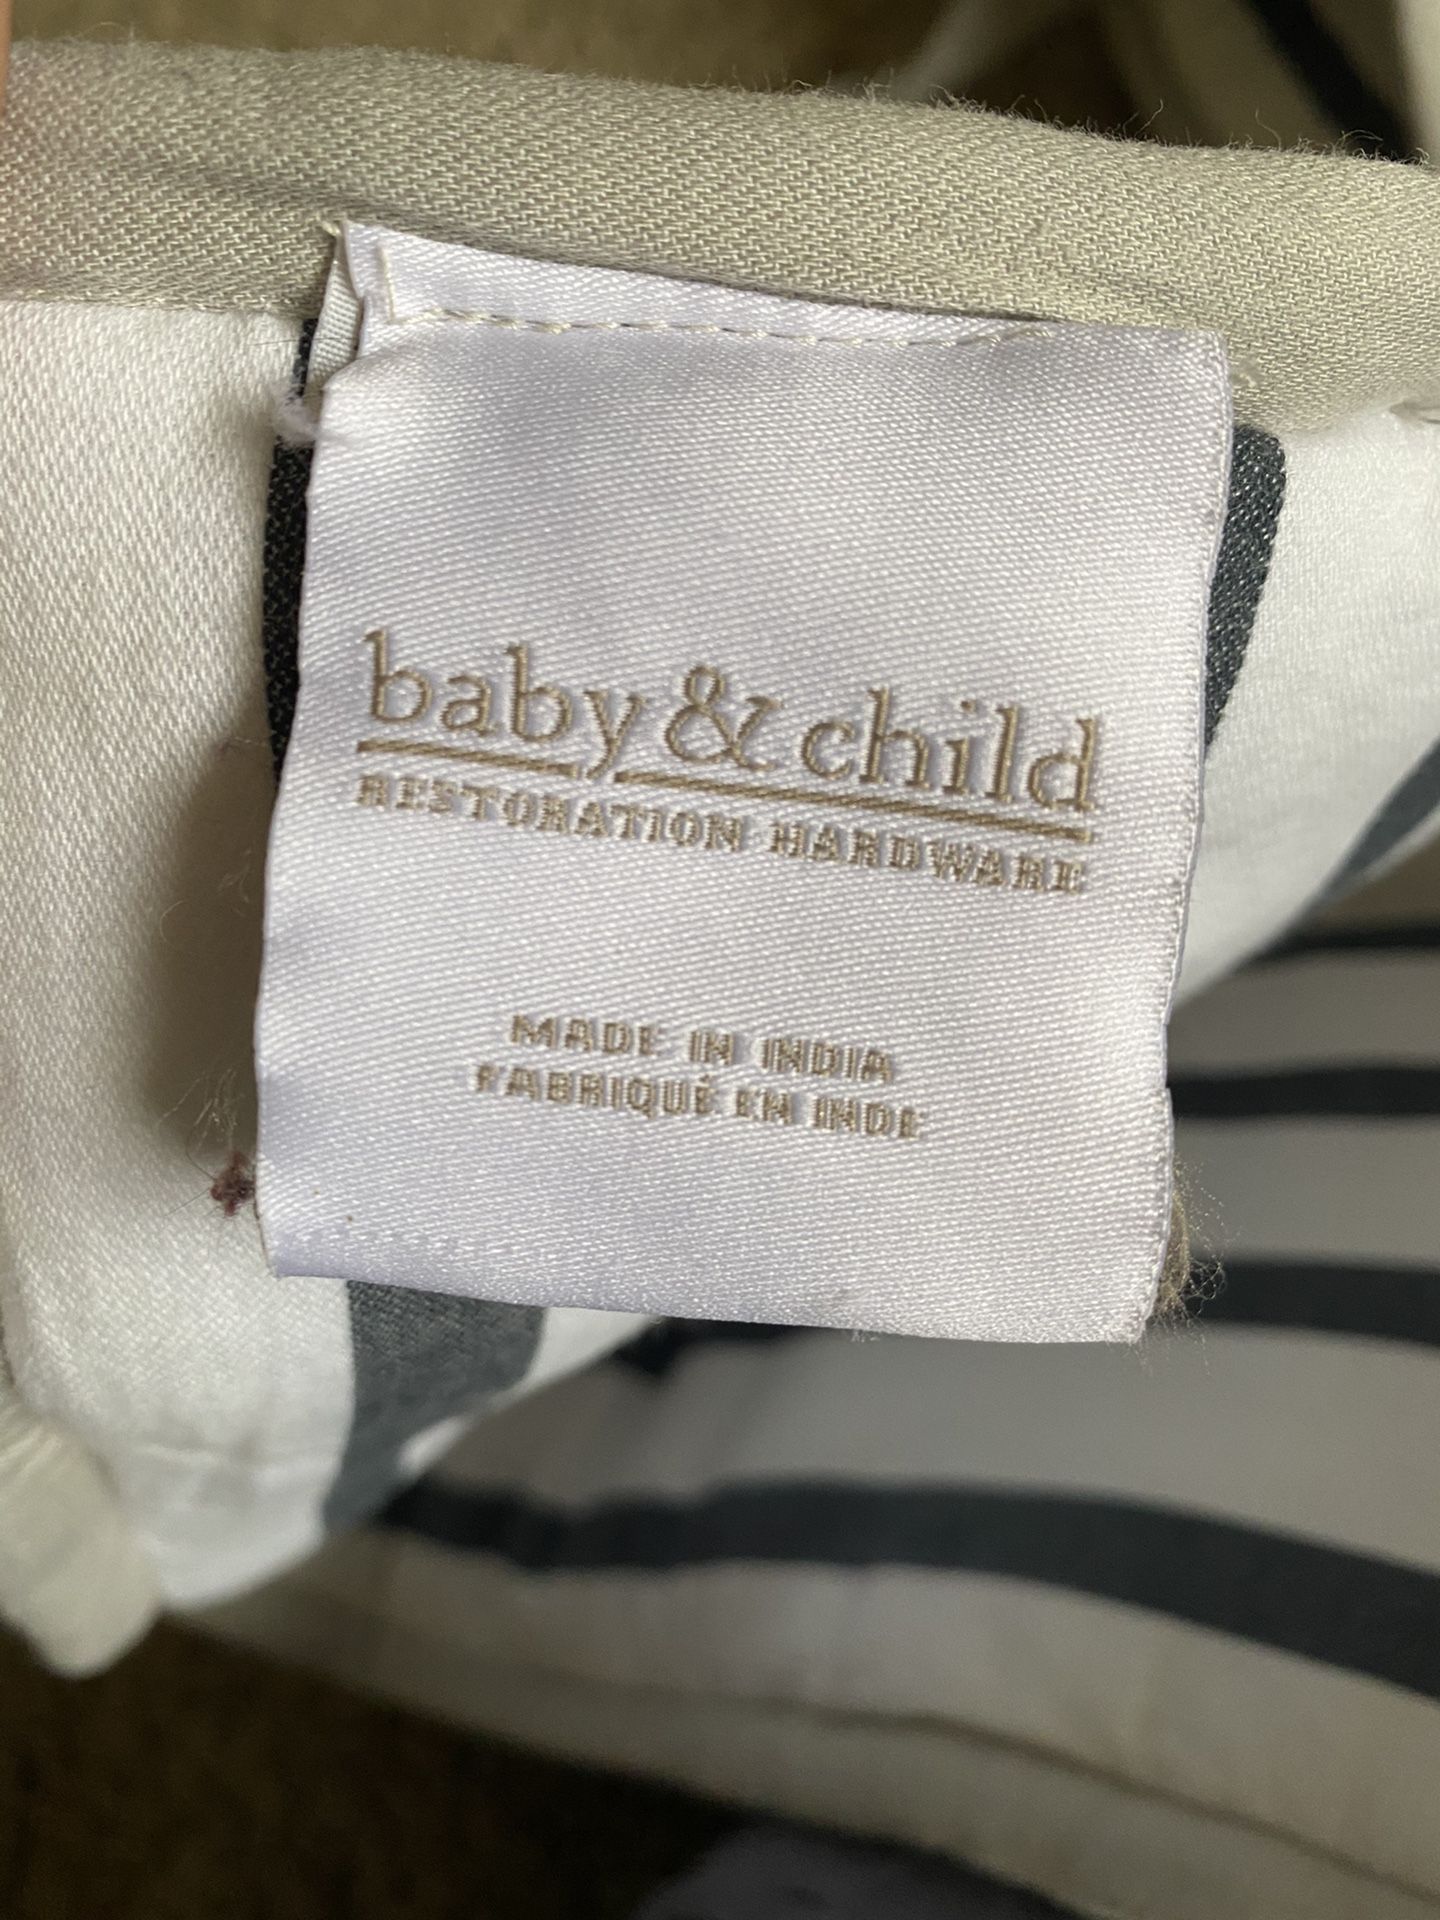 baby & child
RESTORATION HARDWARE
MADE IN INDIA
FABRIQUÉ EN INDE